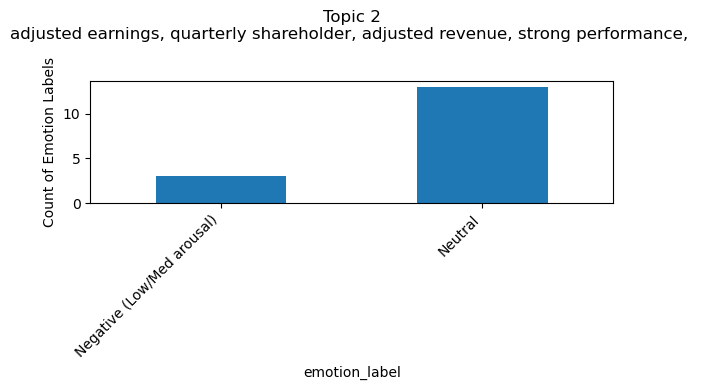 Topic 2
adjusted earnings, quarterly shareholder, adjusted revenue, strong performance,
Count of Emotion Labels
10
5
0
Negative (Low/Med arousal)
Neutral
emotion_label